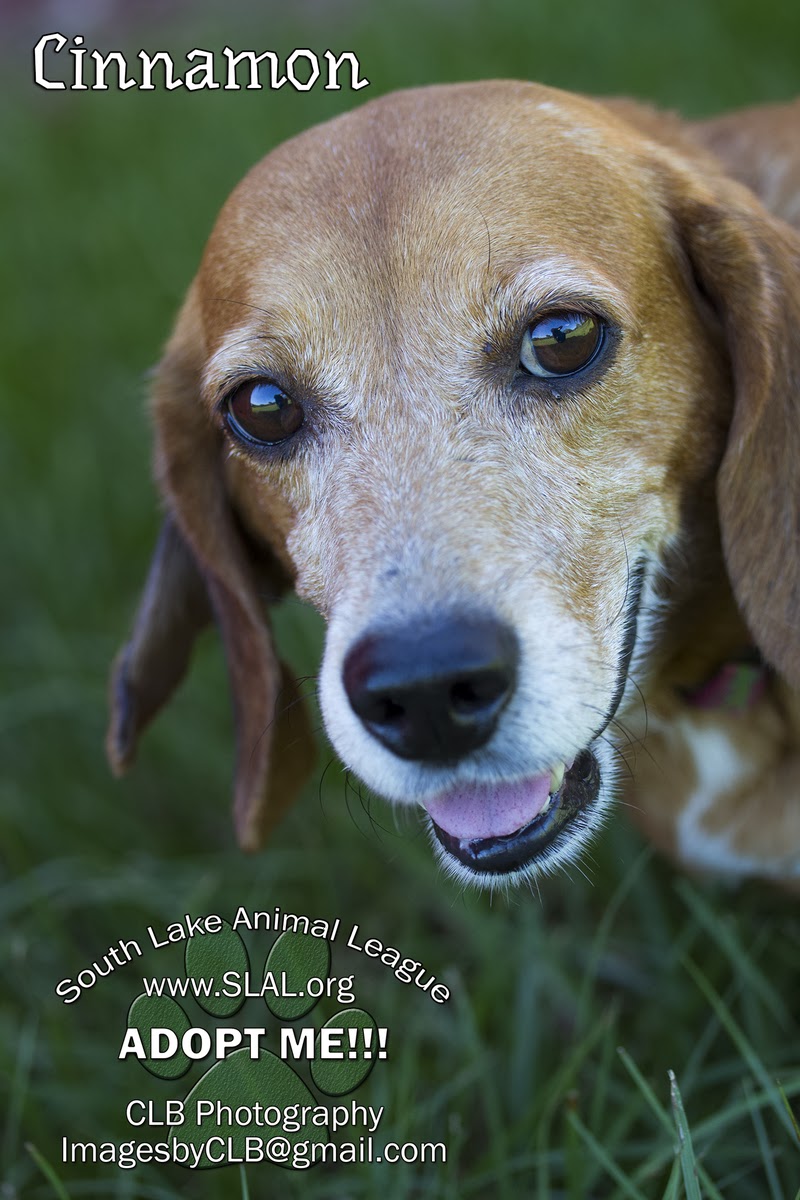 Cinnamon
South Lake Animal League
www.SLAL.org
ADOPT ME!!!
CLB Photography
ImagesbyCLB@gmail.com